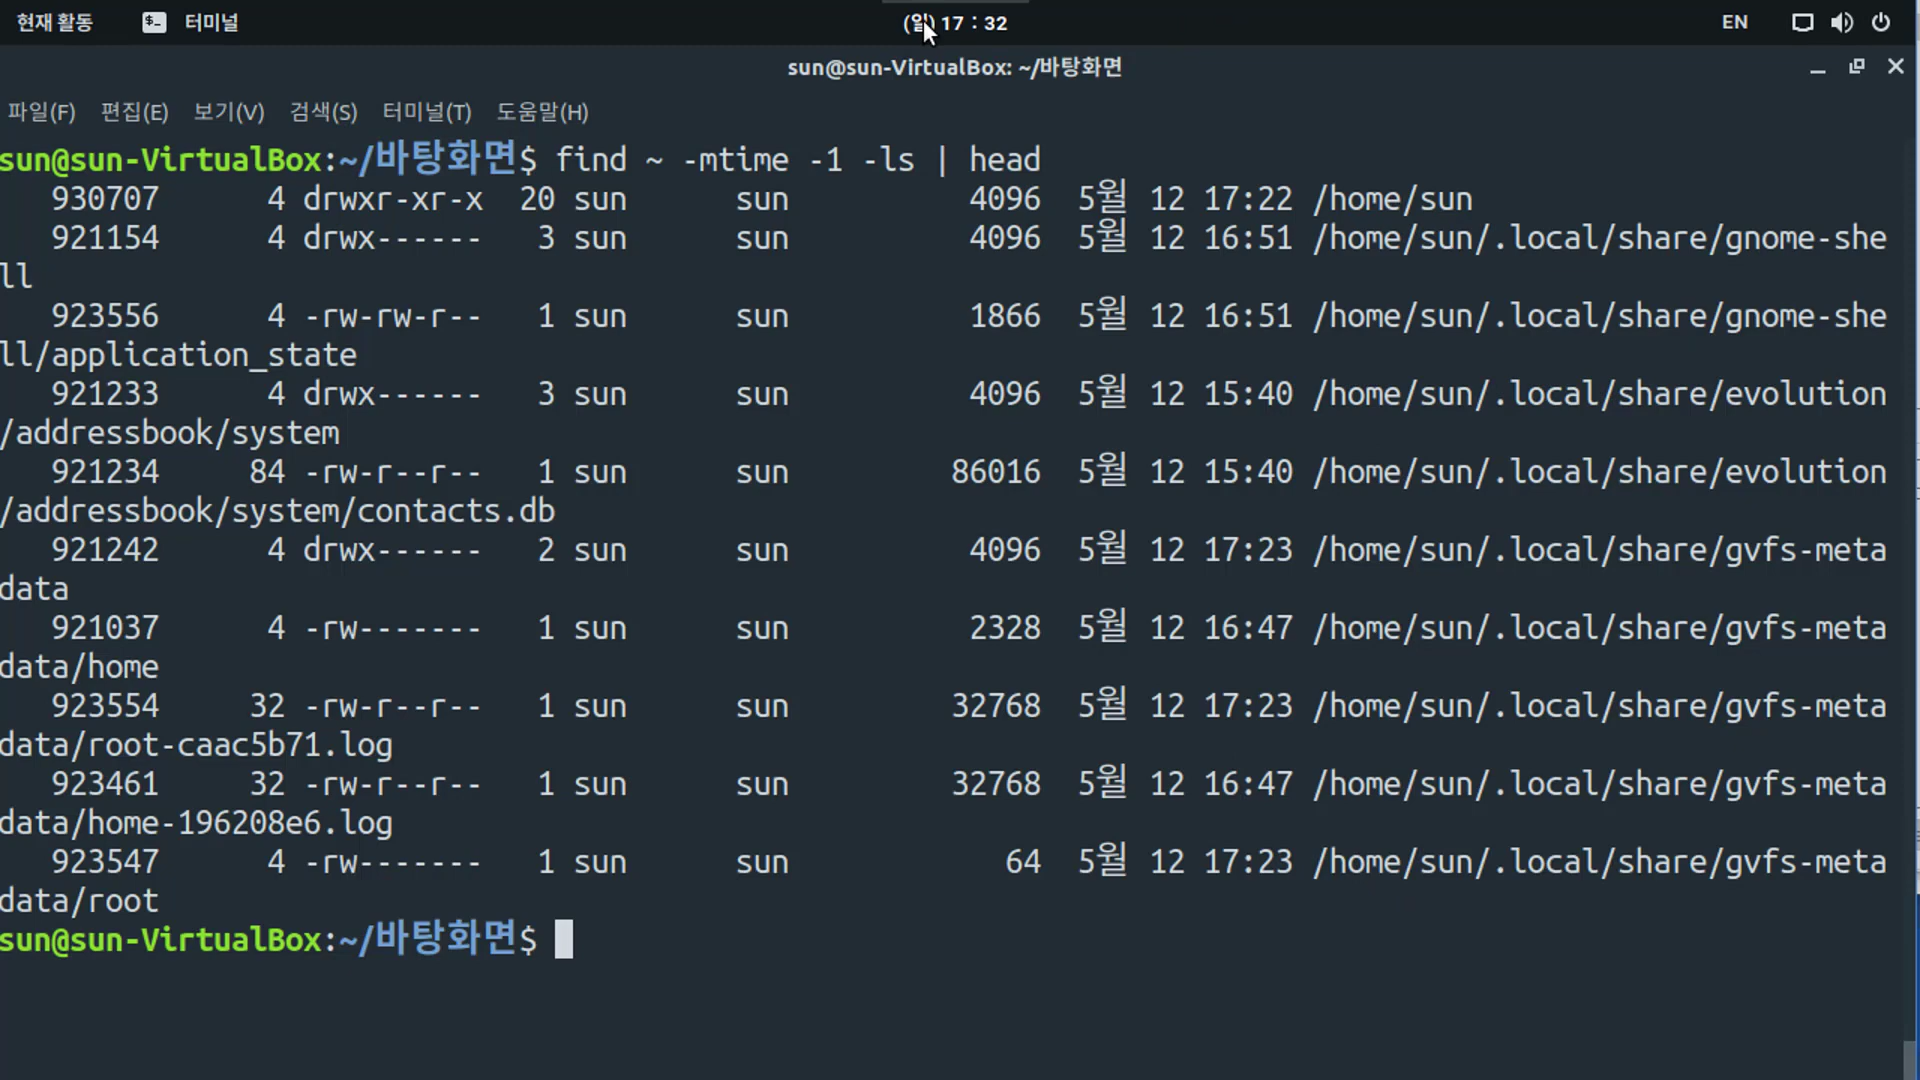 현재 활동 터미널 (일) 17 : 32 EN
sun@sun-VirtualBox: ~/바탕화면
파일(F) 편집(E) 보기(V) 검색(S) 터미널(T) 도움말(H)
sun@sun-VirtualBox:~/바탕화면$ find ~ -mtime -1 -ls | head
930707 4 drwxr-xr-x 20 sun sun 4096 5월 12 17:22 /home/sun
921154 4 drwx------ 3 sun sun 4096 5월 12 16:51 /home/sun/.local/share/gnome-she
ll
923556 4 -rw-rw-r-- 1 sun sun 1866 5월 12 16:51 /home/sun/.local/share/gnome-she
ll/application_state
921233 4 drwx------ 3 sun sun 4096 5월 12 15:40 /home/sun/.local/share/evolution
/addressbook/system
921234 84 -rw-r--r-- 1 sun sun 86016 5월 12 15:40 /home/sun/.local/share/evolution
/addressbook/system/contacts.db
921242 4 drwx------ 2 sun sun 4096 5월 12 17:23 /home/sun/.local/share/gvfs-meta
data
921037 4 -rw------- 1 sun sun 2328 5월 12 16:47 /home/sun/.local/share/gvfs-meta
data/home
923554 32 -rw-r--r-- 1 sun sun 32768 5월 12 17:23 /home/sun/.local/share/gvfs-meta
data/root-caac5b71.log
923461 32 -rw-r--r-- 1 sun sun 32768 5월 12 16:47 /home/sun/.local/share/gvfs-meta
data/home-196208e6.log
923547 4 -rw------- 1 sun sun 64 5월 12 17:23 /home/sun/.local/share/gvfs-meta
data/root
sun@sun-VirtualBox:~/바탕화면$